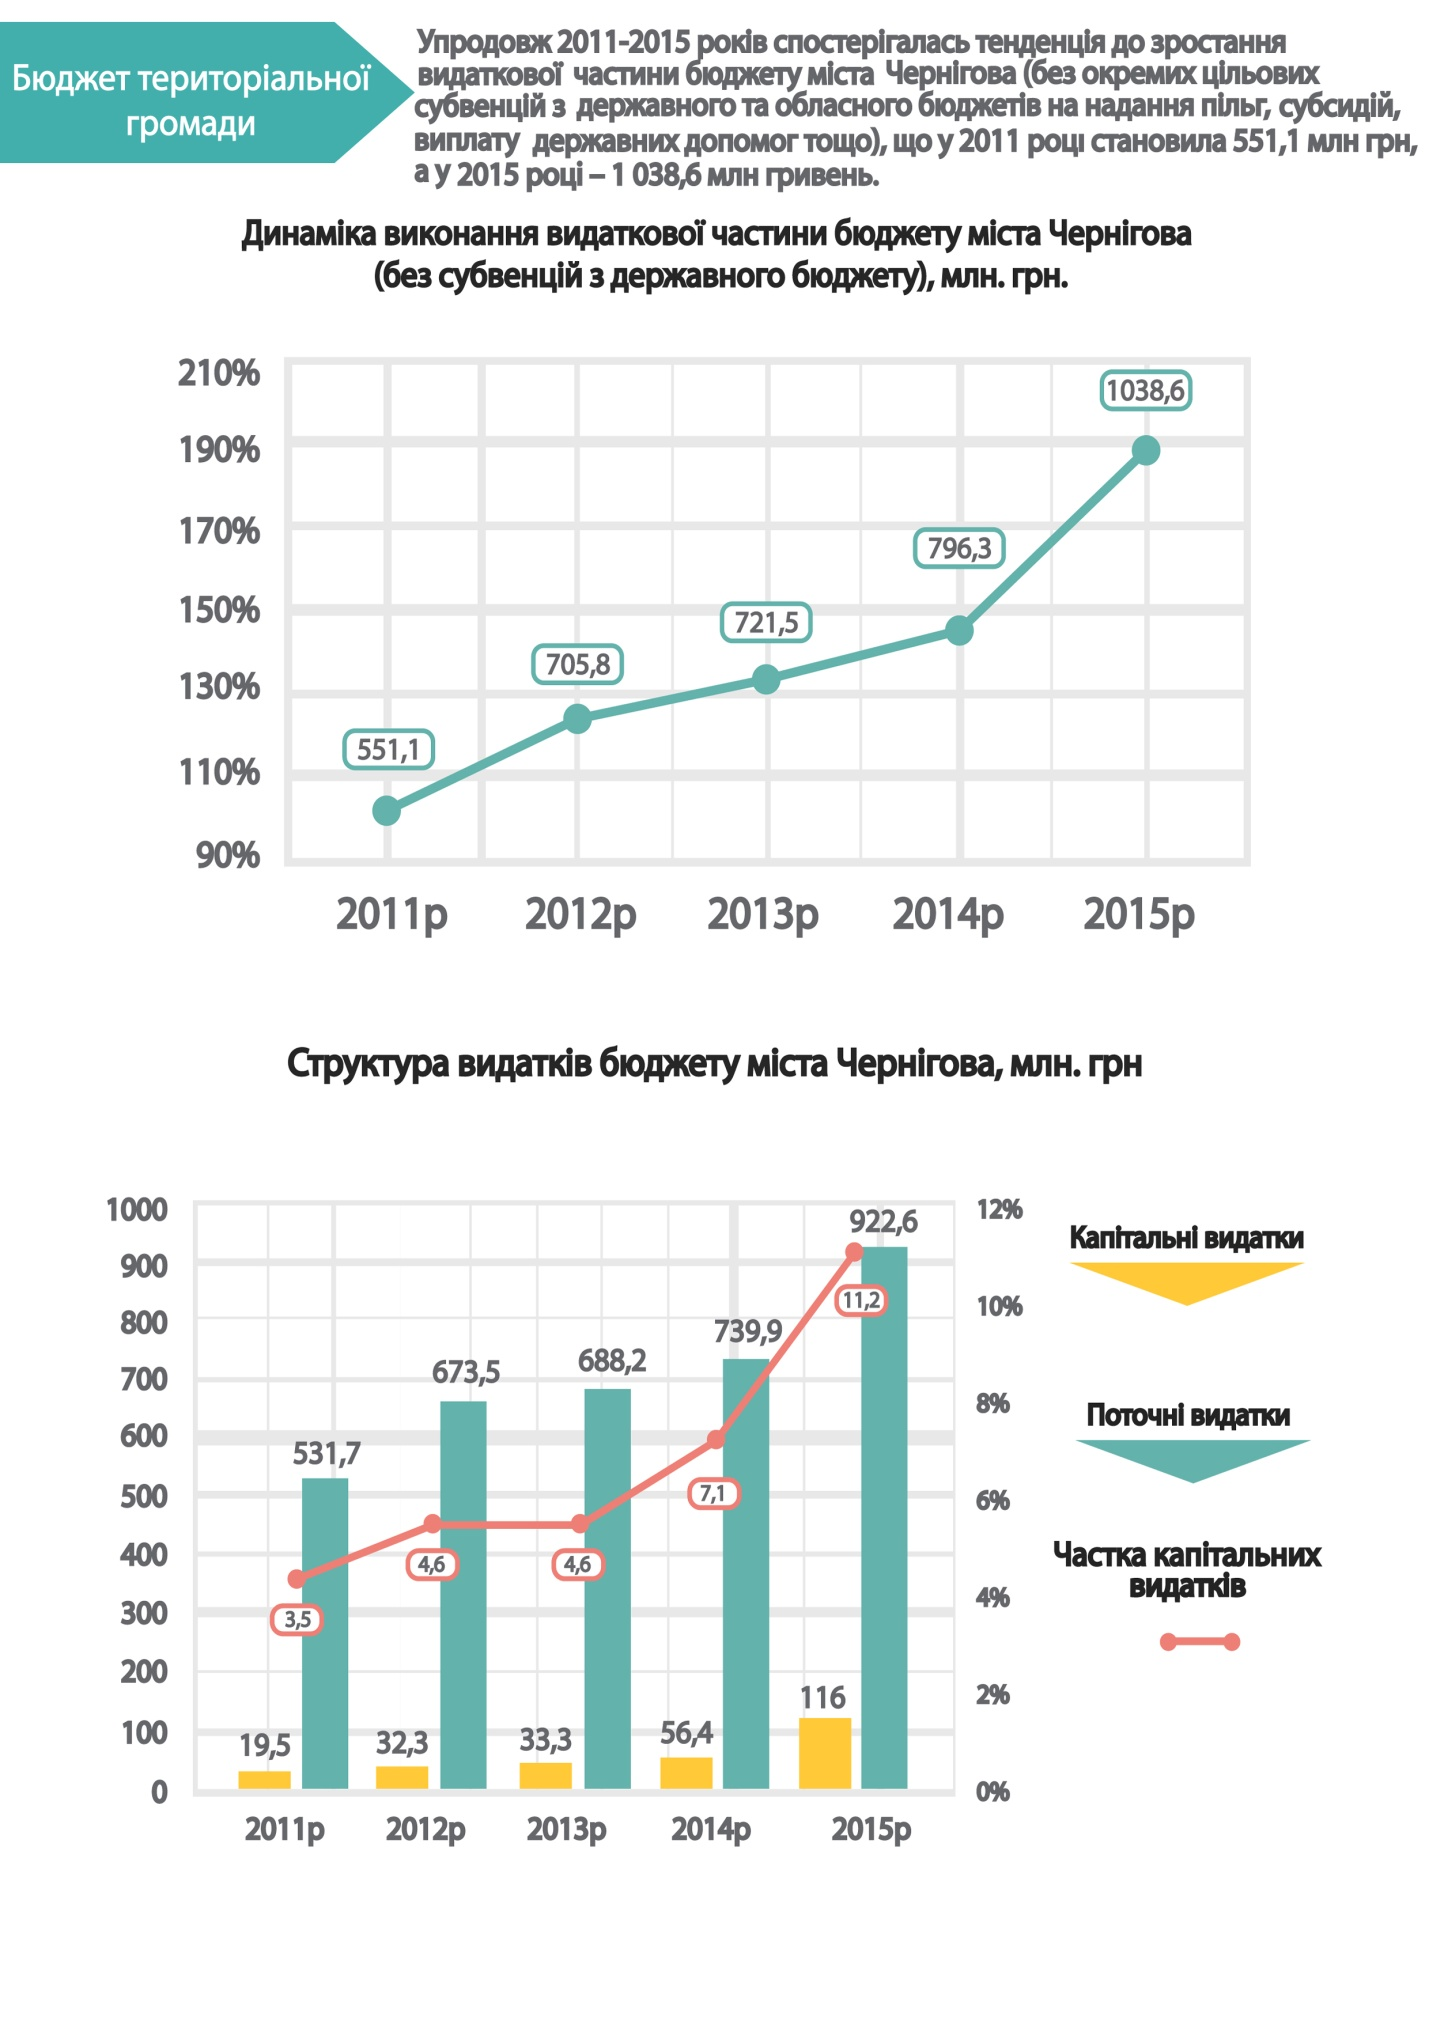 Бюджет територіальної
громади
Упродовж 2011-2015 років спостерігалась тенденція до зростання
видаткової частини бюджету міста Чернігова (без окремих цільових
субвенцій з державного та обласного бюджетів на надання пільг, субсидій,
виплату державних допомог тощо), що у 2011 році становила 551,1 млн грн,
а у 2015 році – 1 038,6 млн гривень.
Динаміка виконання видаткової частини бюджету міста Чернігова
(без субвенцій з державного бюджету), млн. грн.
210%
190%
170%
150%
130%
110%
90%
551,1
705,8
721,5
796,3
1038,6
2011р 2012р 2013р 2014р 2015р
Структура видатків бюджету міста Чернігова, млн. грн
1000
900
800
700
600
500
400
300
200
100
0
531,7
673,5
688,2
739,9
922,6
3,5
4,6
4,6
7,1
11,2
19,5
32,3
33,3
56,4
116
12%
10%
8%
6%
4%
2%
0%
2011р 2012р 2013р 2014р 2015р
Капітальні видатки
Поточні видатки
Частка капітальних
видатків